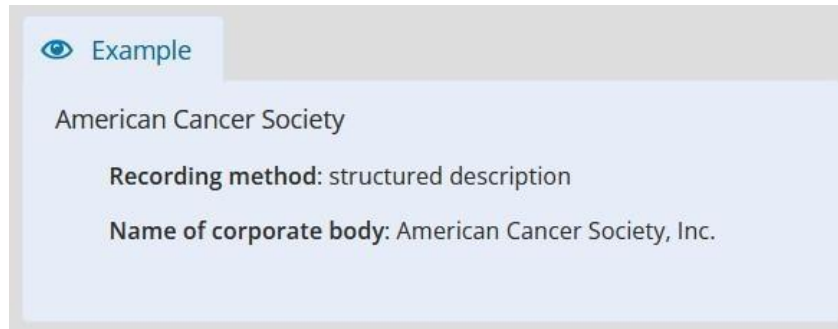 Example
American Cancer Society
Recording method: structured description
Name of corporate body: American Cancer Society, Inc.